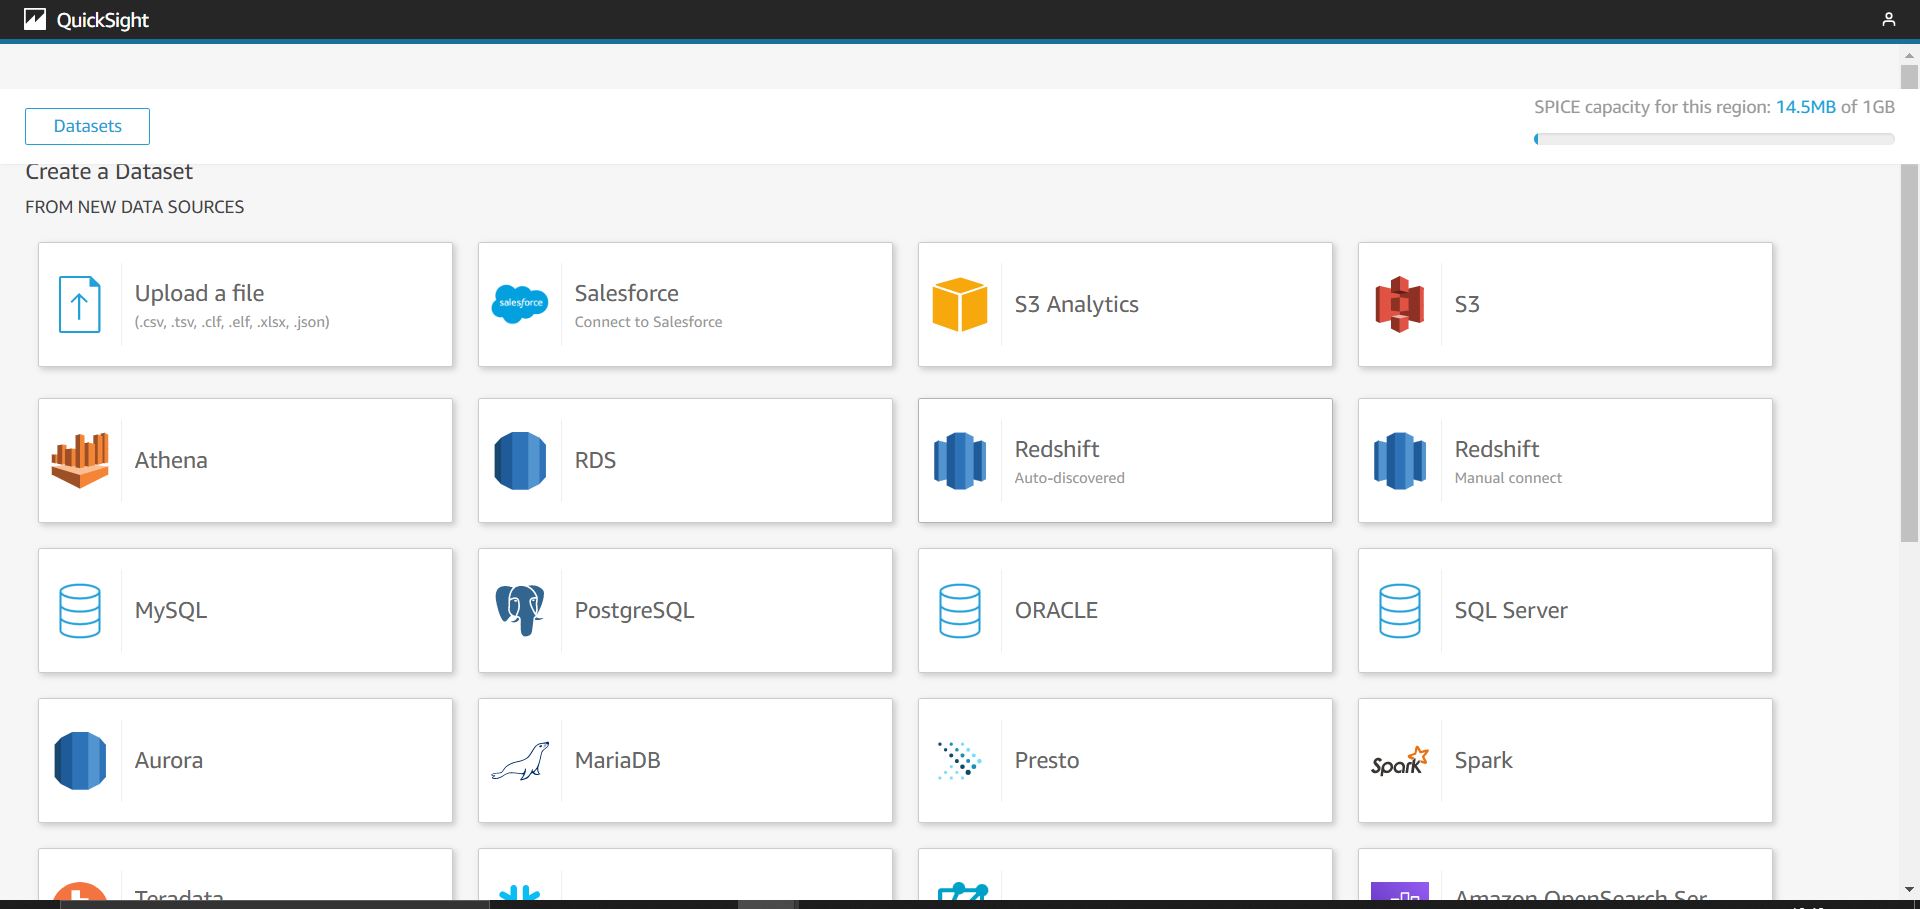 QuickSight
Datasets
SPICE capacity for this region: 14.5MB of 1GB
Create a Dataset
FROM NEW DATA SOURCES
Upload a file
(.csv, .tsv, .clf, .elf, .xlsx, .json)
salesforce
Salesforce
Connect to Salesforce
S3 Analytics
S3
Athena
RDS
Redshift
Auto-discovered
Redshift
Manual connect
MySQL
PostgreSQL
ORACLE
SQL Server
Aurora
MariaDB
Presto
Spark
Spark
Teradata
Amazon OpenSearch Ser